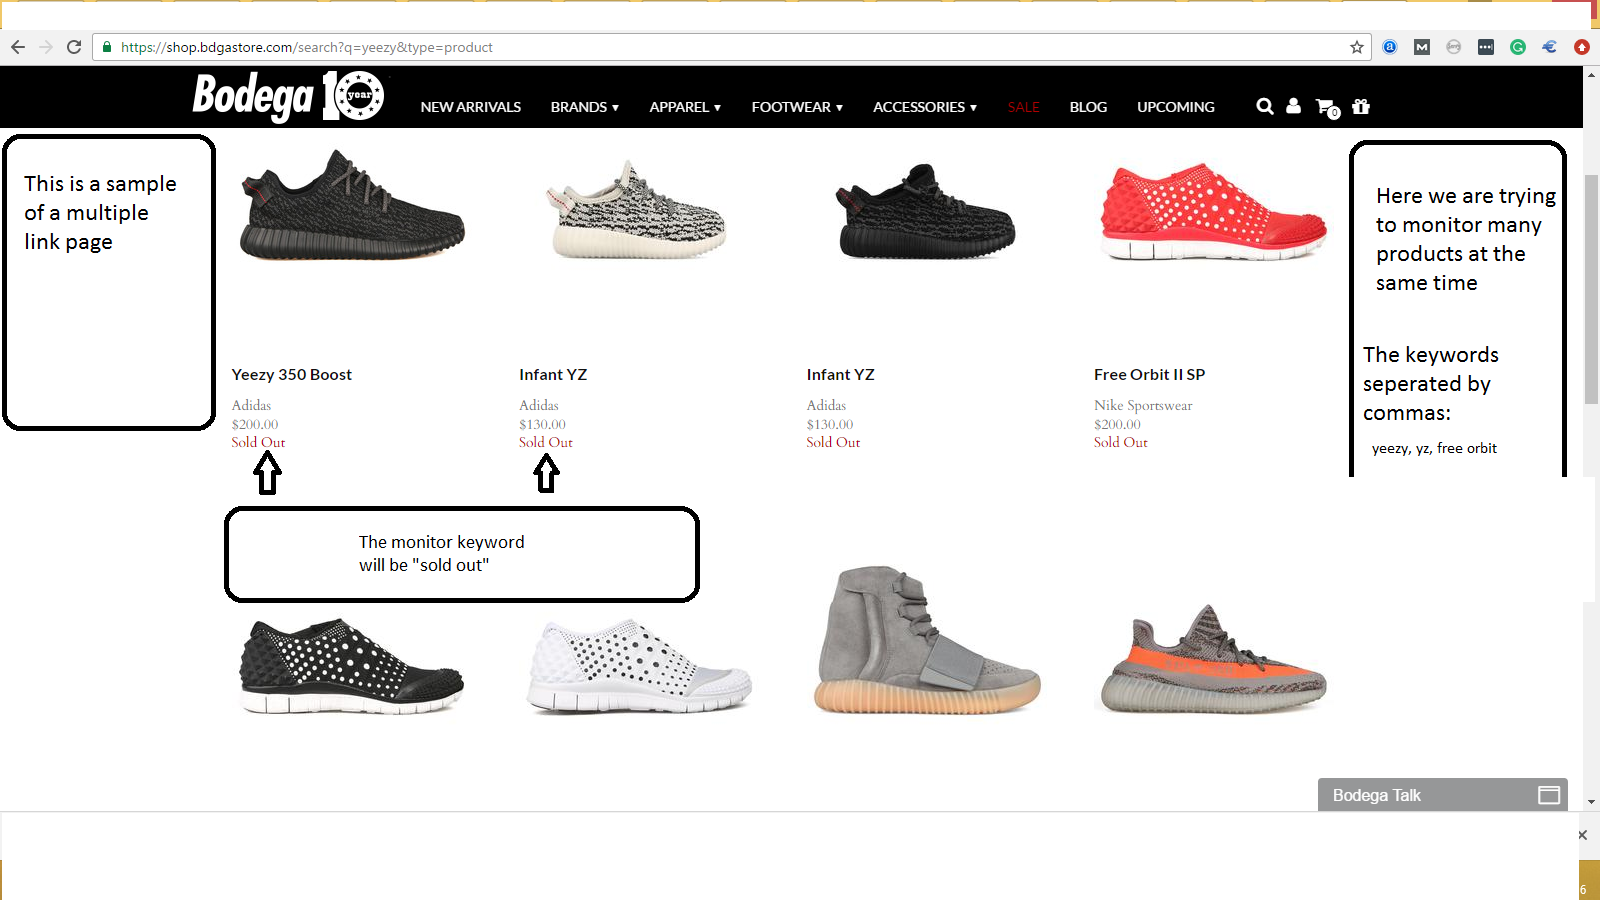 https://shop.bdgastore.com/search?q=yeezy&type=product
Bodega 10 year
NEW ARRIVALS BRANDS ▼ APPAREL ▼ FOOTWEAR ▼ ACCESSORIES ▼ SALE BLOG UPCOMING 0
This is a sample
of a multiple
link page
Here we are trying
to monitor many
products at the
same time
The keywords
seperated by
commas:
yeezy, yz, free orbit
Yeezy 350 Boost
Adidas
$200.00
Sold Out
Infant YZ
Adidas
$130.00
Sold Out
Infant YZ
Adidas
$130.00
Sold Out
Free Orbit II SP
Nike Sportswear
$200.00
Sold Out
The monitor keyword
will be "sold out"
Bodega Talk
6